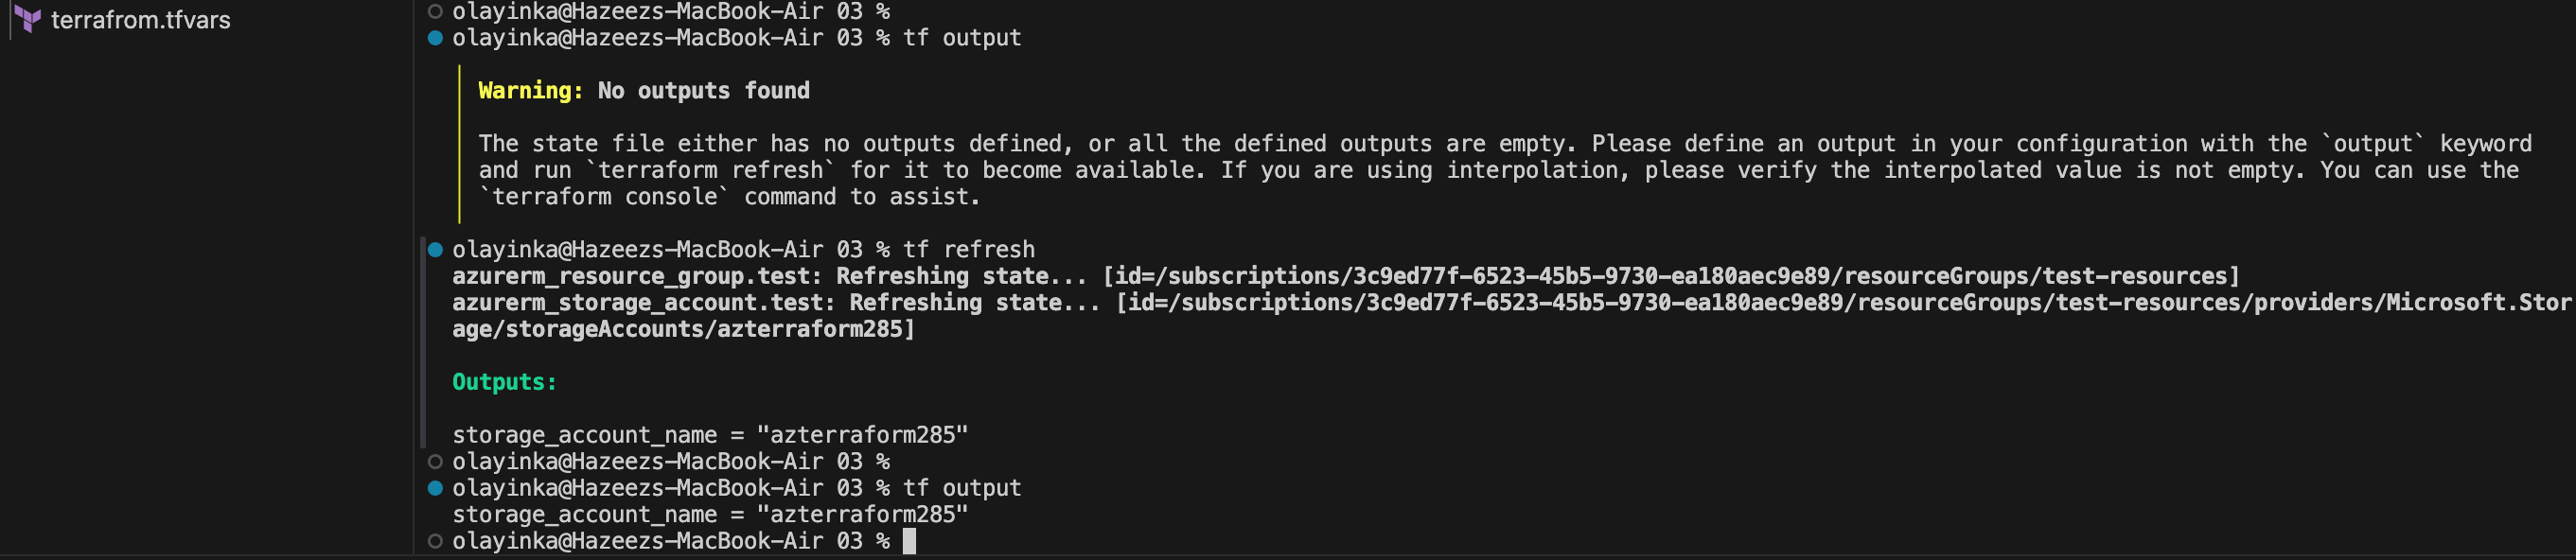 terrafrom.tfvars
olayinka@Hazeezs-MacBook-Air 03 %
olayinka@Hazeezs-MacBook-Air 03 % tf output
Warning: No outputs found
The state file either has no outputs defined, or all the defined outputs are empty. Please define an output in your configuration with the `output` keyword
and run `terraform refresh` for it to become available. If you are using interpolation, please verify the interpolated value is not empty. You can use the
`terraform console` command to assist.
olayinka@Hazeezs-MacBook-Air 03 % tf refresh
azurerm_resource_group.test: Refreshing state... [id=/subscriptions/3c9ed77f-6523-45b5-9730-ea180aec9e89/resourceGroups/test-resources]
azurerm_storage_account.test: Refreshing state... [id=/subscriptions/3c9ed77f-6523-45b5-9730-ea180aec9e89/resourceGroups/test-resources/providers/Microsoft.Stor
age/storageAccounts/azterraform285]
Outputs:
storage_account_name = "azterraform285"
olayinka@Hazeezs-MacBook-Air 03 %
olayinka@Hazeezs-MacBook-Air 03 % tf output
storage_account_name = "azterraform285"
olayinka@Hazeezs-MacBook-Air 03 %